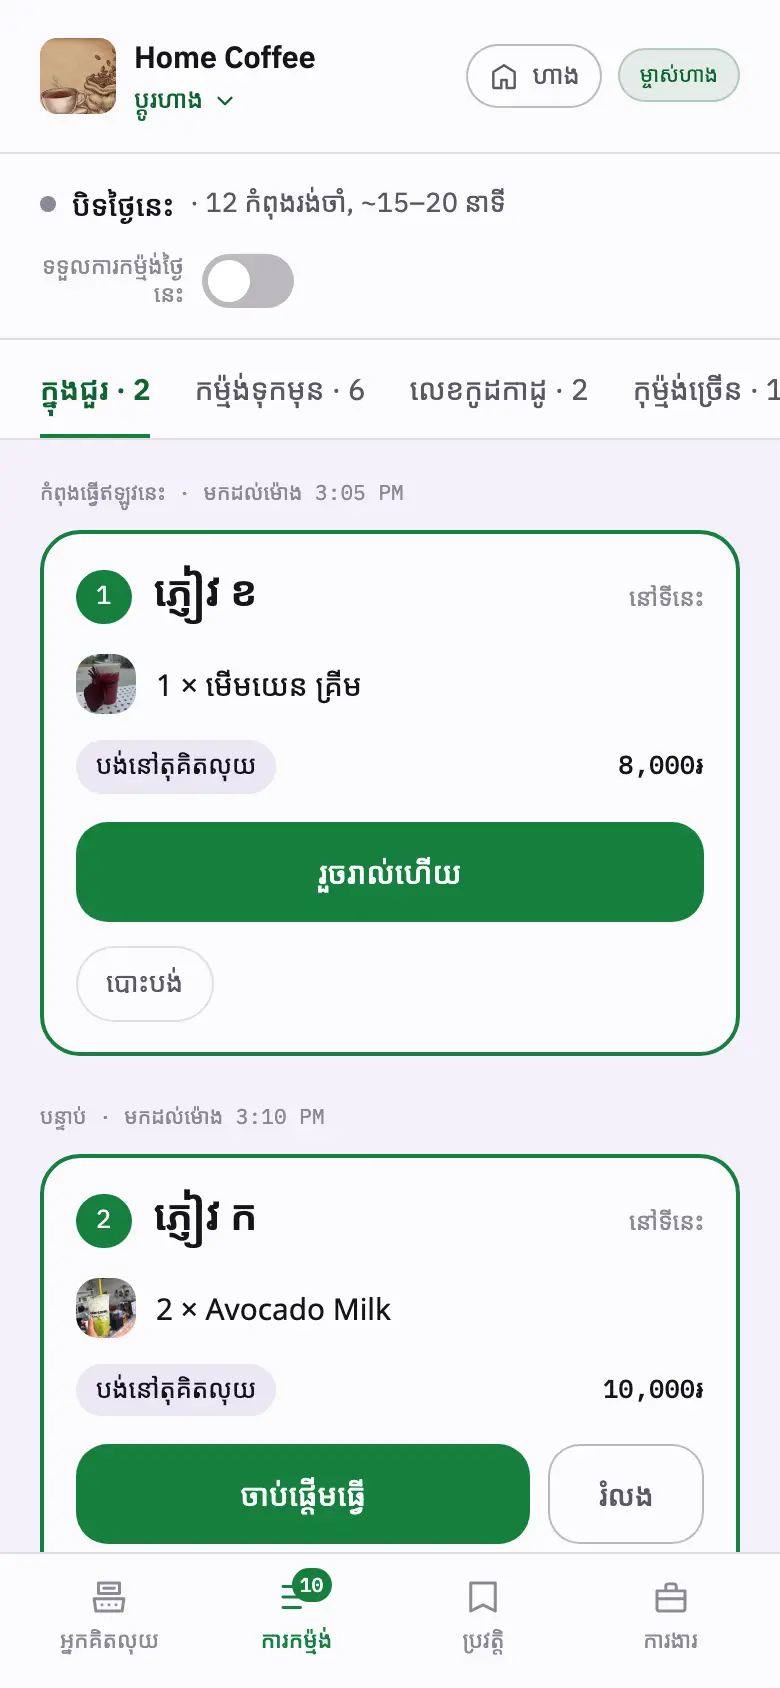 Home Coffee
ប្ដូរហាង
ហាង
ម្ចាស់ហាង
បិទថ្ងៃនេះ · 12 កំពុងរង់ចាំ, ~15–20 នាទី
ទទួលការកម្ម៉ង់ថ្ងៃ
នេះ
ក្នុងជួរ · 2
កម្ម៉ង់ទុកមុន · 6
លេខកូដកាដូ · 2
កុម្ម៉ង់ច្រើន · 1
កំពុងធ្វើឥឡូវនេះ · មកដល់ម៉ោង 3:05 PM
1 ភ្ញៀវ ខ
នៅទីនេះ
1 × មើមយេន គ្រីម
បង់នៅតុគិតលុយ
8,000៛
រួចរាល់ហើយ
បោះបង់
បន្ទាប់ · មកដល់ម៉ោង 3:10 PM
2 ភ្ញៀវ ក
នៅទីនេះ
2 × Avocado Milk
បង់នៅតុគិតលុយ
10,000៛
ចាប់ផ្ដើមធ្វើ
រំលង
10
អ្នកគិតលុយ
ការកម្ម៉ង់
ប្រវត្តិ
ការងារ